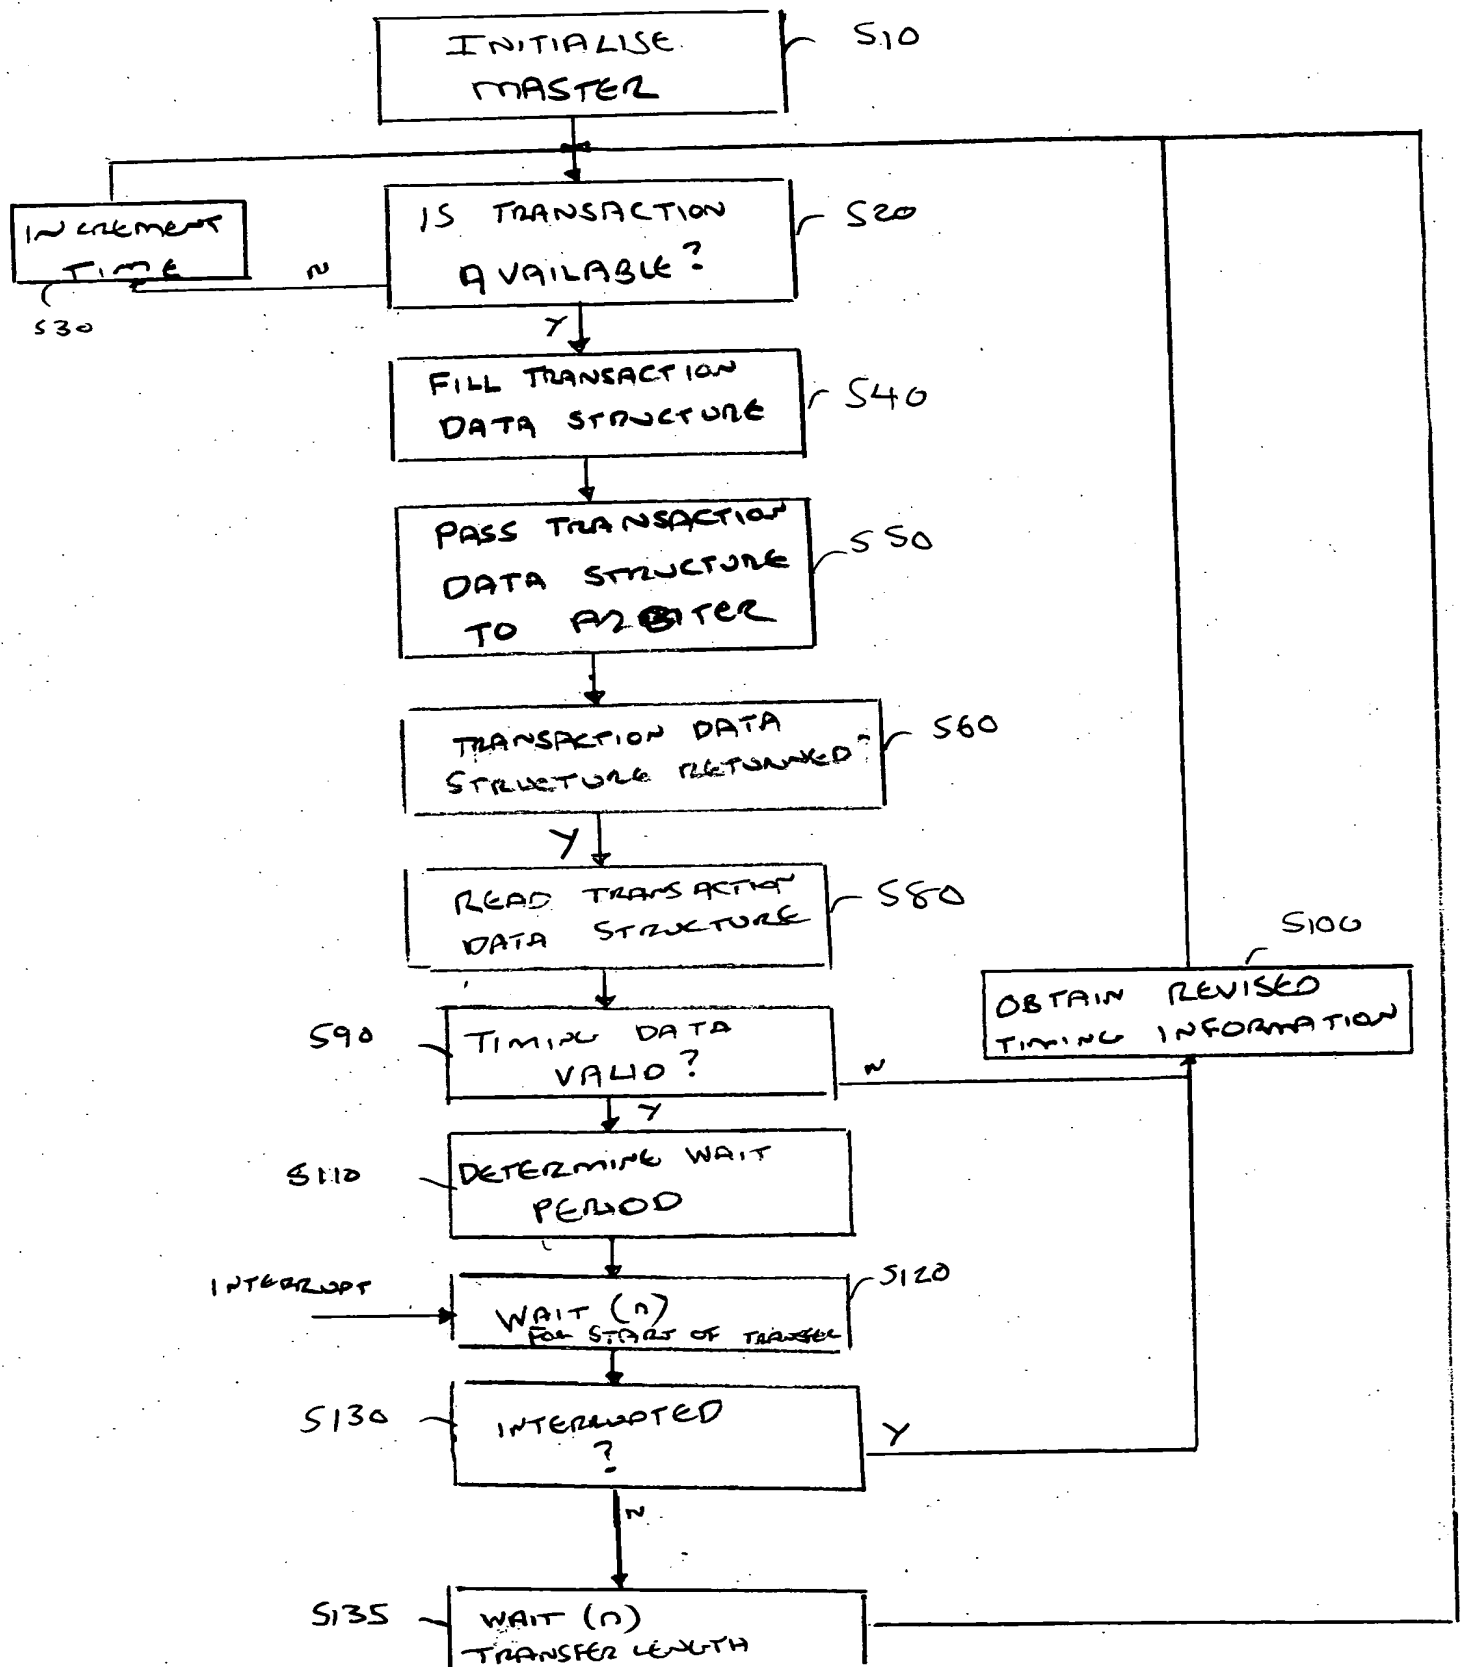 INITIALISE
MASTER
S10
IS TRANSACTION
AVAILABLE?
S20
INCREMENT
TIME
N
S30
Y
FILL TRANSACTION
DATA STRUCTURE
S40
PASS TRANSACTION
DATA STRUCTURE
TO ARBITER
S50
TRANSACTION DATA
STRUCTURE RETURNED
S60
Y
READ TRANSACTION
DATA STRUCTURE
S80
S100
OBTAIN REVISED
TIMING INFORMATION
S90
TIMING DATA
VALID?
N
Y
S110
DETERMINE WAIT
PERIOD
INTERRUPT
S120
WAIT (n)
FOR START OF TRANSFER
S130
INTERRUPTED
?
Y
N
S135
WAIT (n)
TRANSFER LENGTH